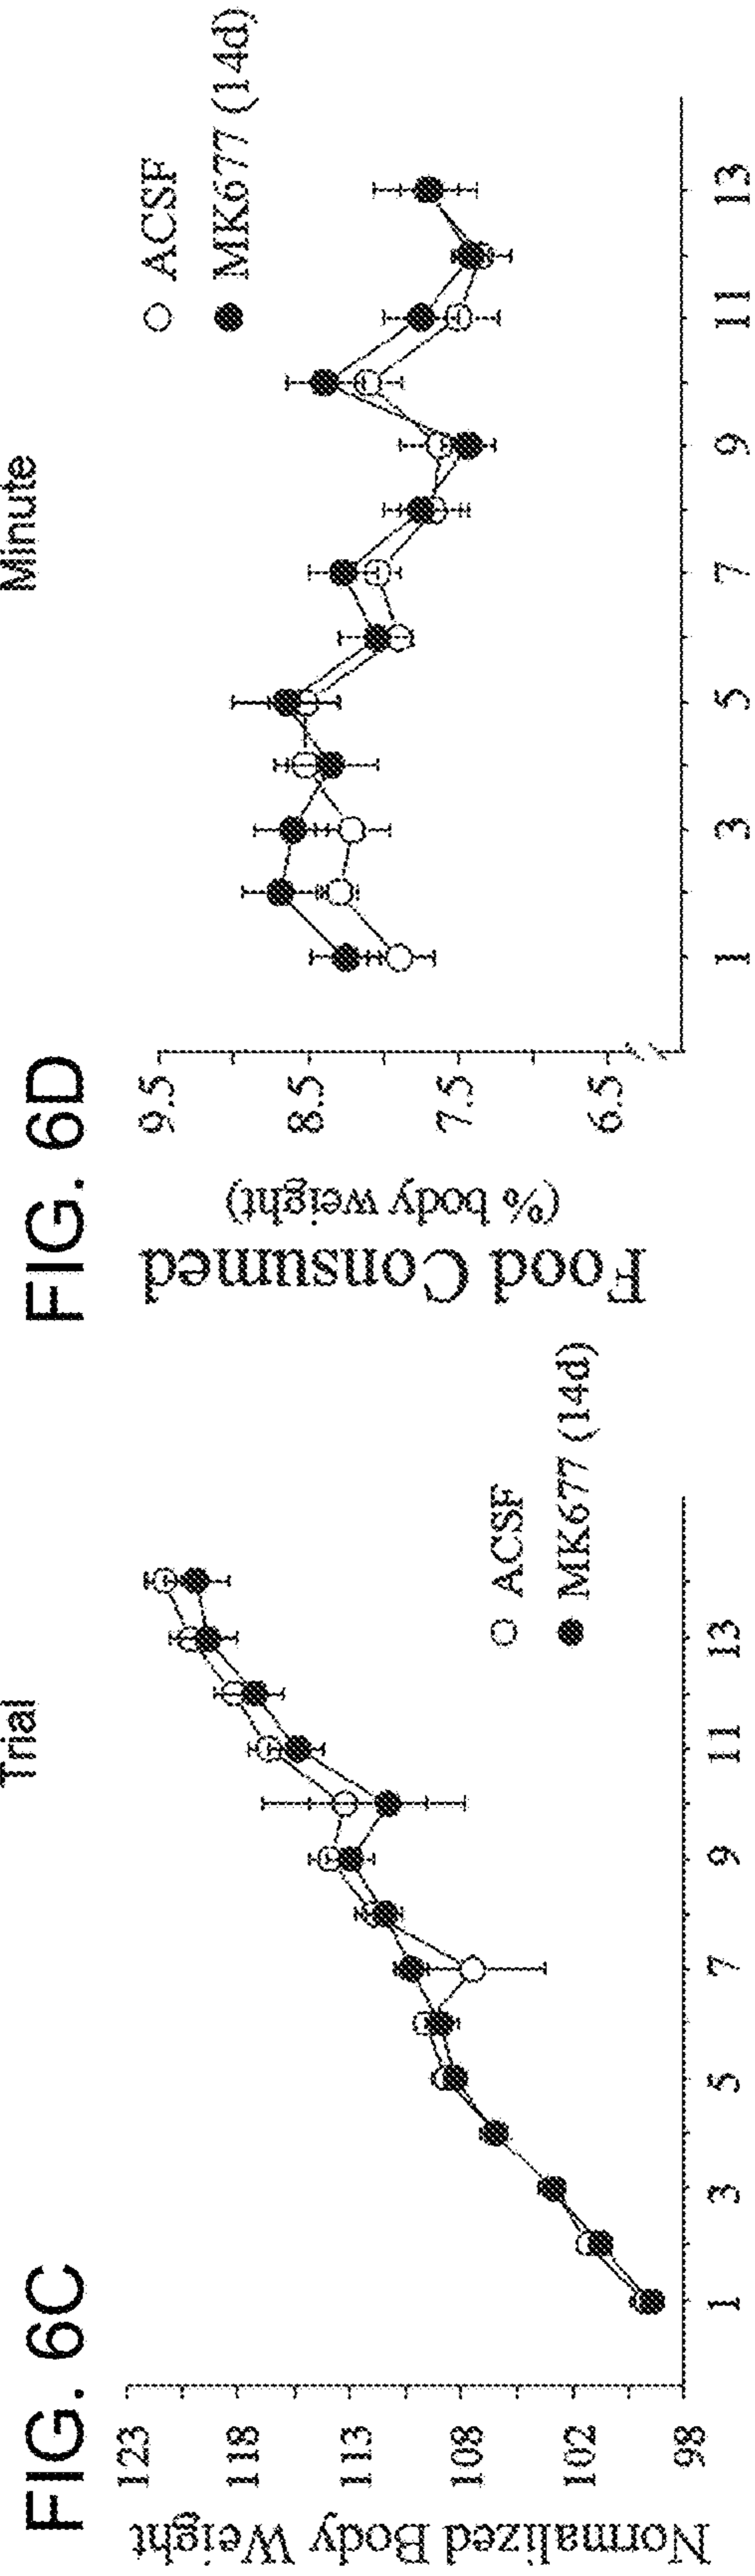 Trial
Minute
FIG. 6C
Normalized Body Weight
123
118
113
108
102
98
1 3 5 7 9 11 13
ACSF
MK677 (14d)
FIG. 6D
Food Consumed
(% body weight)
9.5
8.5
7.5
6.5
1 3 5 7 9 11 13
ACSF
MK677 (14d)